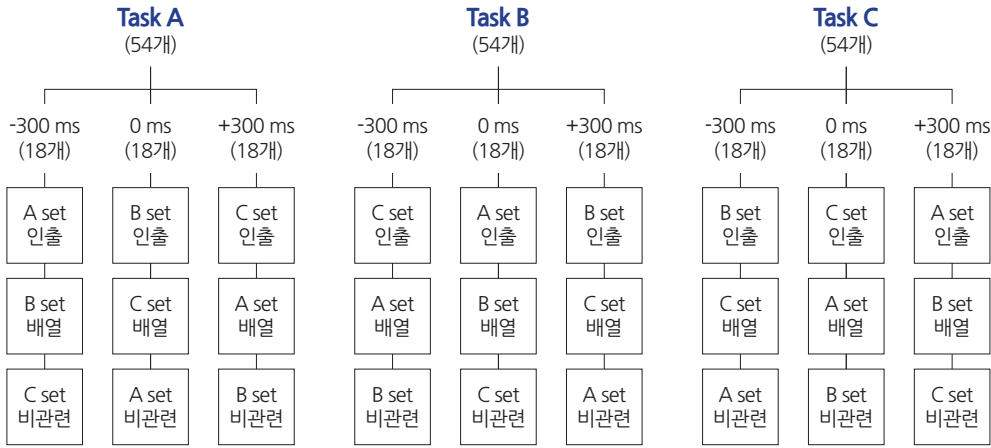 Task A
(54개)
Task B
(54개)
Task C
(54개)
-300 ms
(18개)
0 ms
(18개)
+300 ms
(18개)
-300 ms
(18개)
0 ms
(18개)
+300 ms
(18개)
-300 ms
(18개)
0 ms
(18개)
+300 ms
(18개)
A set
인출
B set
인출
C set
인출
C set
인출
A set
인출
B set
인출
B set
인출
C set
인출
A set
인출
B set
배열
C set
배열
A set
배열
A set
배열
B set
배열
C set
배열
C set
배열
A set
배열
B set
배열
C set
비관련
A set
비관련
B set
비관련
B set
비관련
C set
비관련
A set
비관련
A set
비관련
B set
비관련
C set
비관련